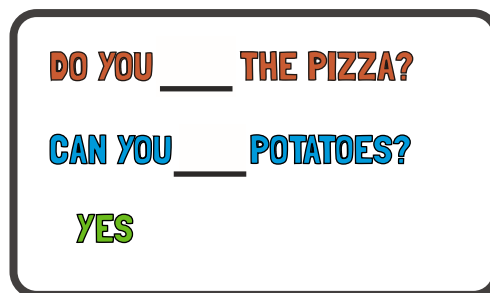 DO YOU ____ THE PIZZA?
CAN YOU ____ POTATOES?
YES